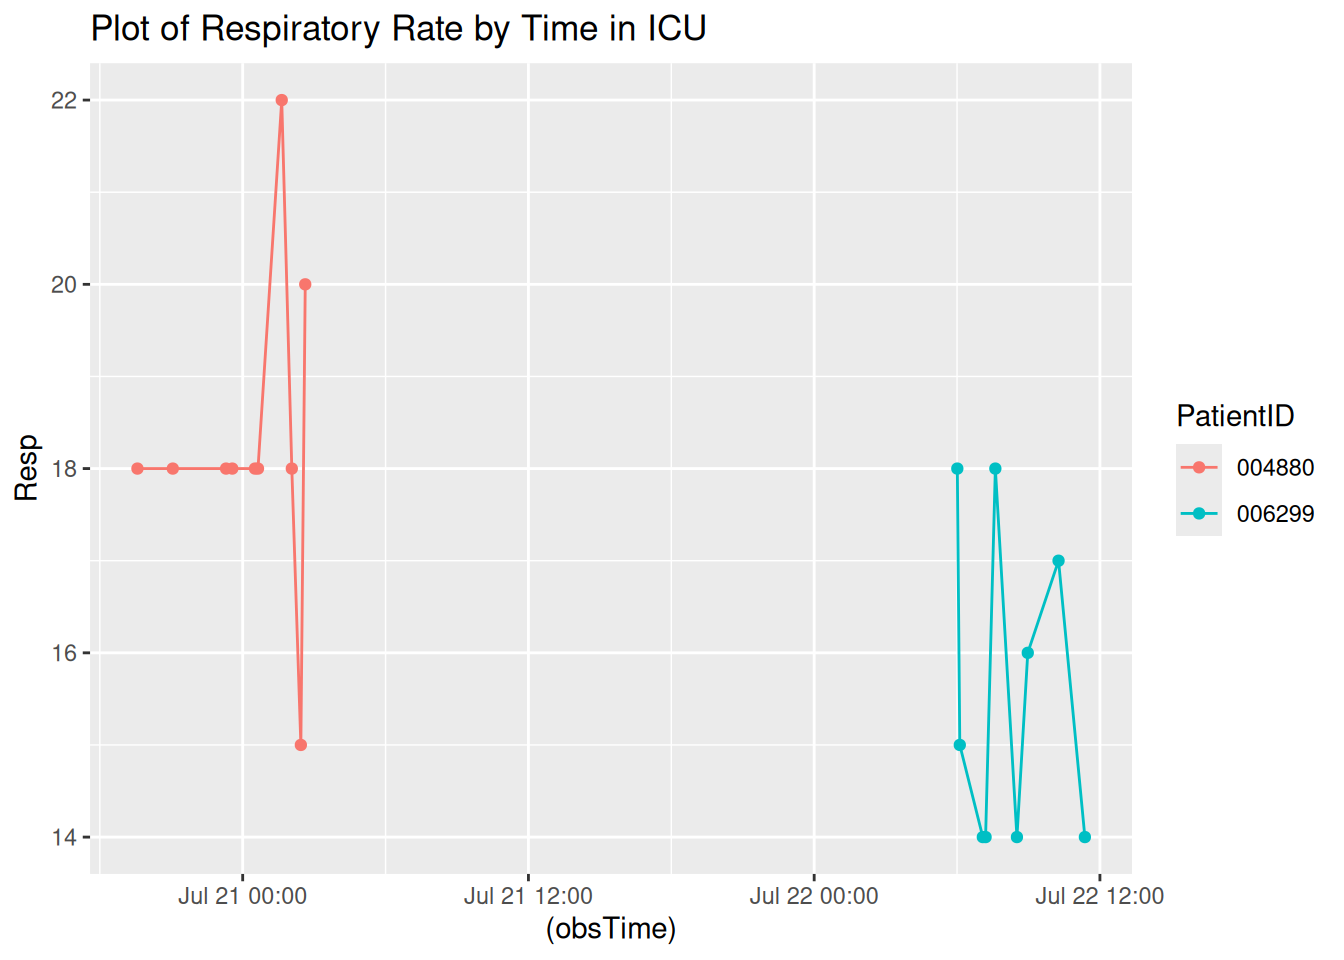 Plot of Respiratory Rate by Time in ICU
22
20
18
16
14
Resp
Jul 21 00:00
Jul 21 12:00
Jul 22 00:00
Jul 22 12:00
(obsTime)
PatientID
004880
006299